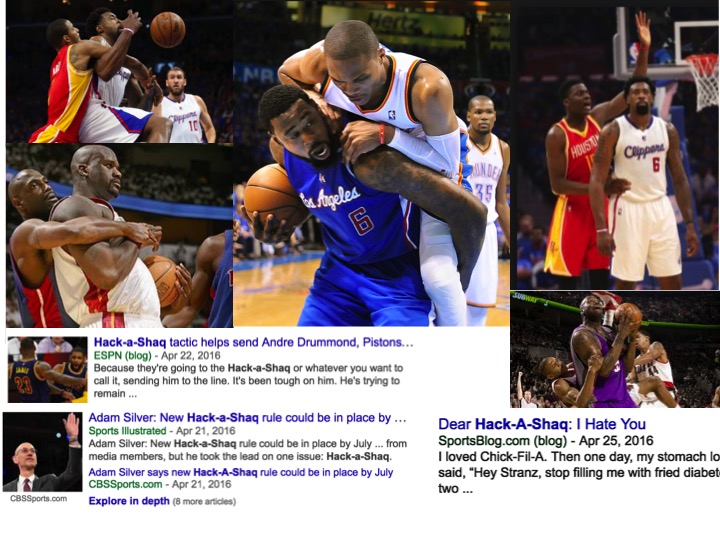 Hertz
NB
Clippers
10
Los Angeles
6
UNDE
35
HOUSTON
Clippers
6
SUBWAY
23
Hack-a-Shaq tactic helps send Andre Drummond, Pistons…
ESPN (blog) - Apr 22, 2016
Because they're going to the Hack-a-Shaq or whatever you want to
call it, sending him to the line. It's been tough on him. He's trying to
remain ...
Adam Silver: New Hack-a-Shaq rule could be in place by …
Sports Illustrated - Apr 21, 2016
Adam Silver: New Hack-a-Shaq rule could be in place by July ... from
media members, but he took the lead on one issue: Hack-a-Shaq.
Adam Silver says new Hack-A-Shaq rule could be in place by July
CBSSports.com - Apr 21, 2016
Explore in depth (8 more articles)
CBSSports.com
Dear Hack-A-Shaq: I Hate You
SportsBlog.com (blog) - Apr 25, 2016
I loved Chick-Fil-A. Then one day, my stomach lo
said, “Hey Stranz, stop filling me with fried diabet
two ...